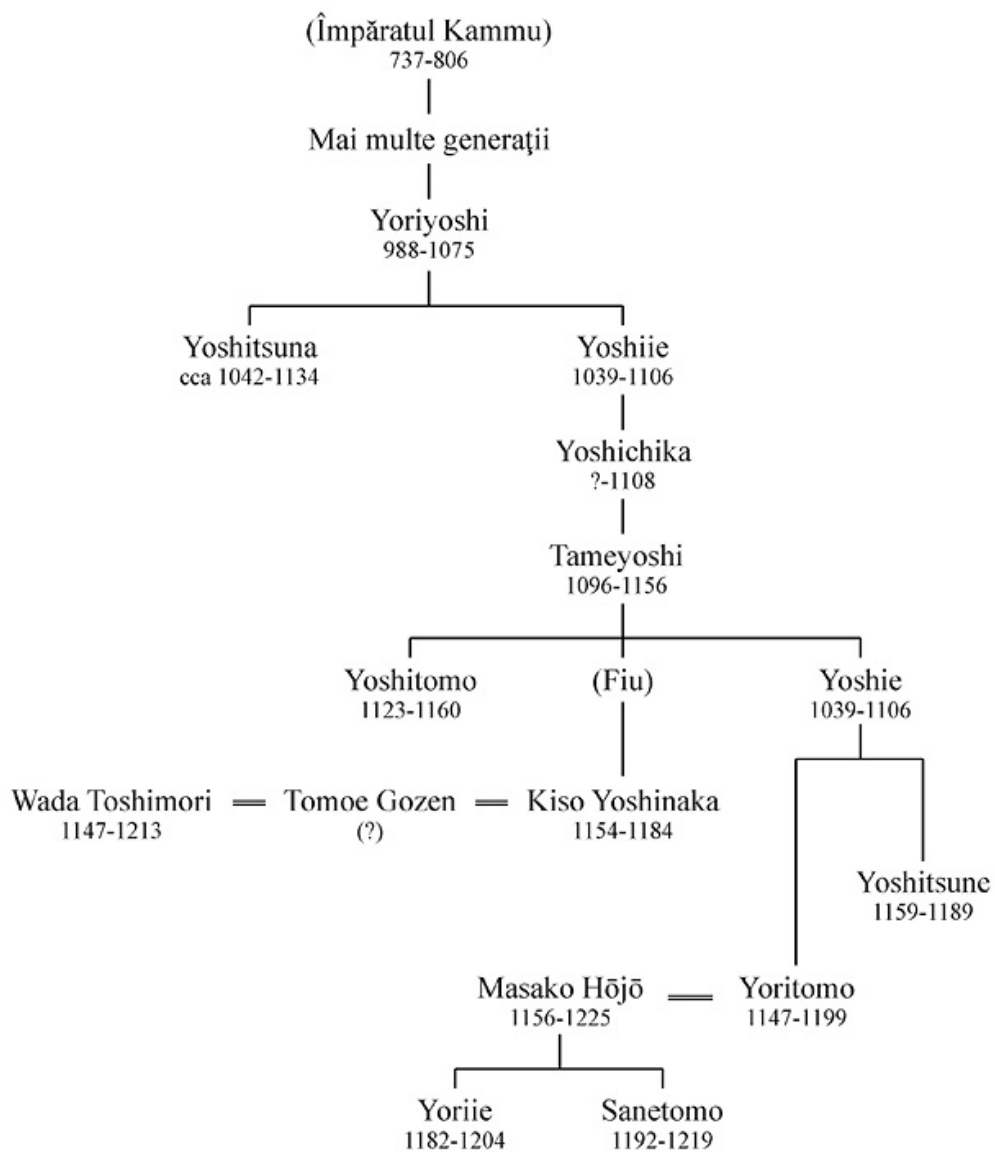 (Împăratul Kammu)
737-806
Mai multe generaţii
Yoriyoshi
988-1075
Yoshitsuna
cca 1042-1134
Yoshiie
1039-1106
Yoshichika
?-1108
Tameyoshi
1096-1156
Yoshitomo
1123-1160
(Fiu)
Yoshie
1039-1106
Wada Toshimori
1147-1213
Tomoe Gozen
(?)
Kiso Yoshinaka
1154-1184
Yoshitsune
1159-1189
Masako Hōjō
1156-1225
Yoritomo
1147-1199
Yoriie
1182-1204
Sanetomo
1192-1219